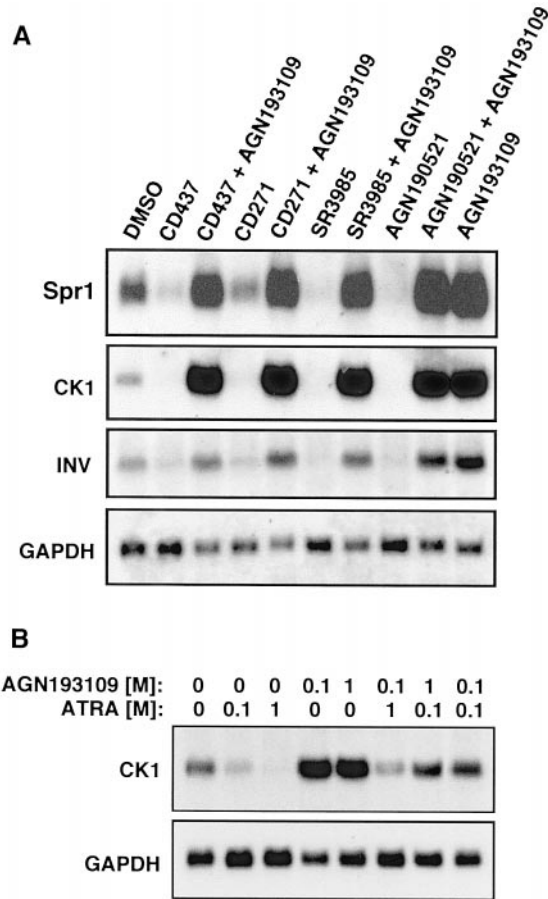 A
DMSO
CD437
CD437 + AGN193109
CD271
CD271 + AGN193109
SR3985
SR3985 + AGN193109
AGN190521
AGN190521 + AGN193109
AGN193109
Spr1
CK1
INV
GAPDH
B
AGN193109 [M]: 0 0 0 0.1 1 0.1 1 0.1
ATRA [M]: 0 0.1 1 0 0 1 0.1 0.1
CK1
GAPDH